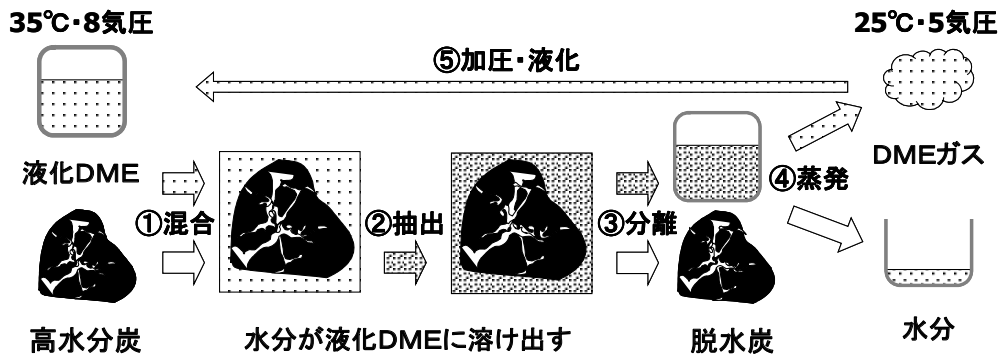 35℃・8気圧
25℃・5気圧
⑤加圧・液化
液化DME
DMEガス
①混合
②抽出
③分離
④蒸発
高水分炭
水分が液化DMEに溶け出す
脱水炭
水分